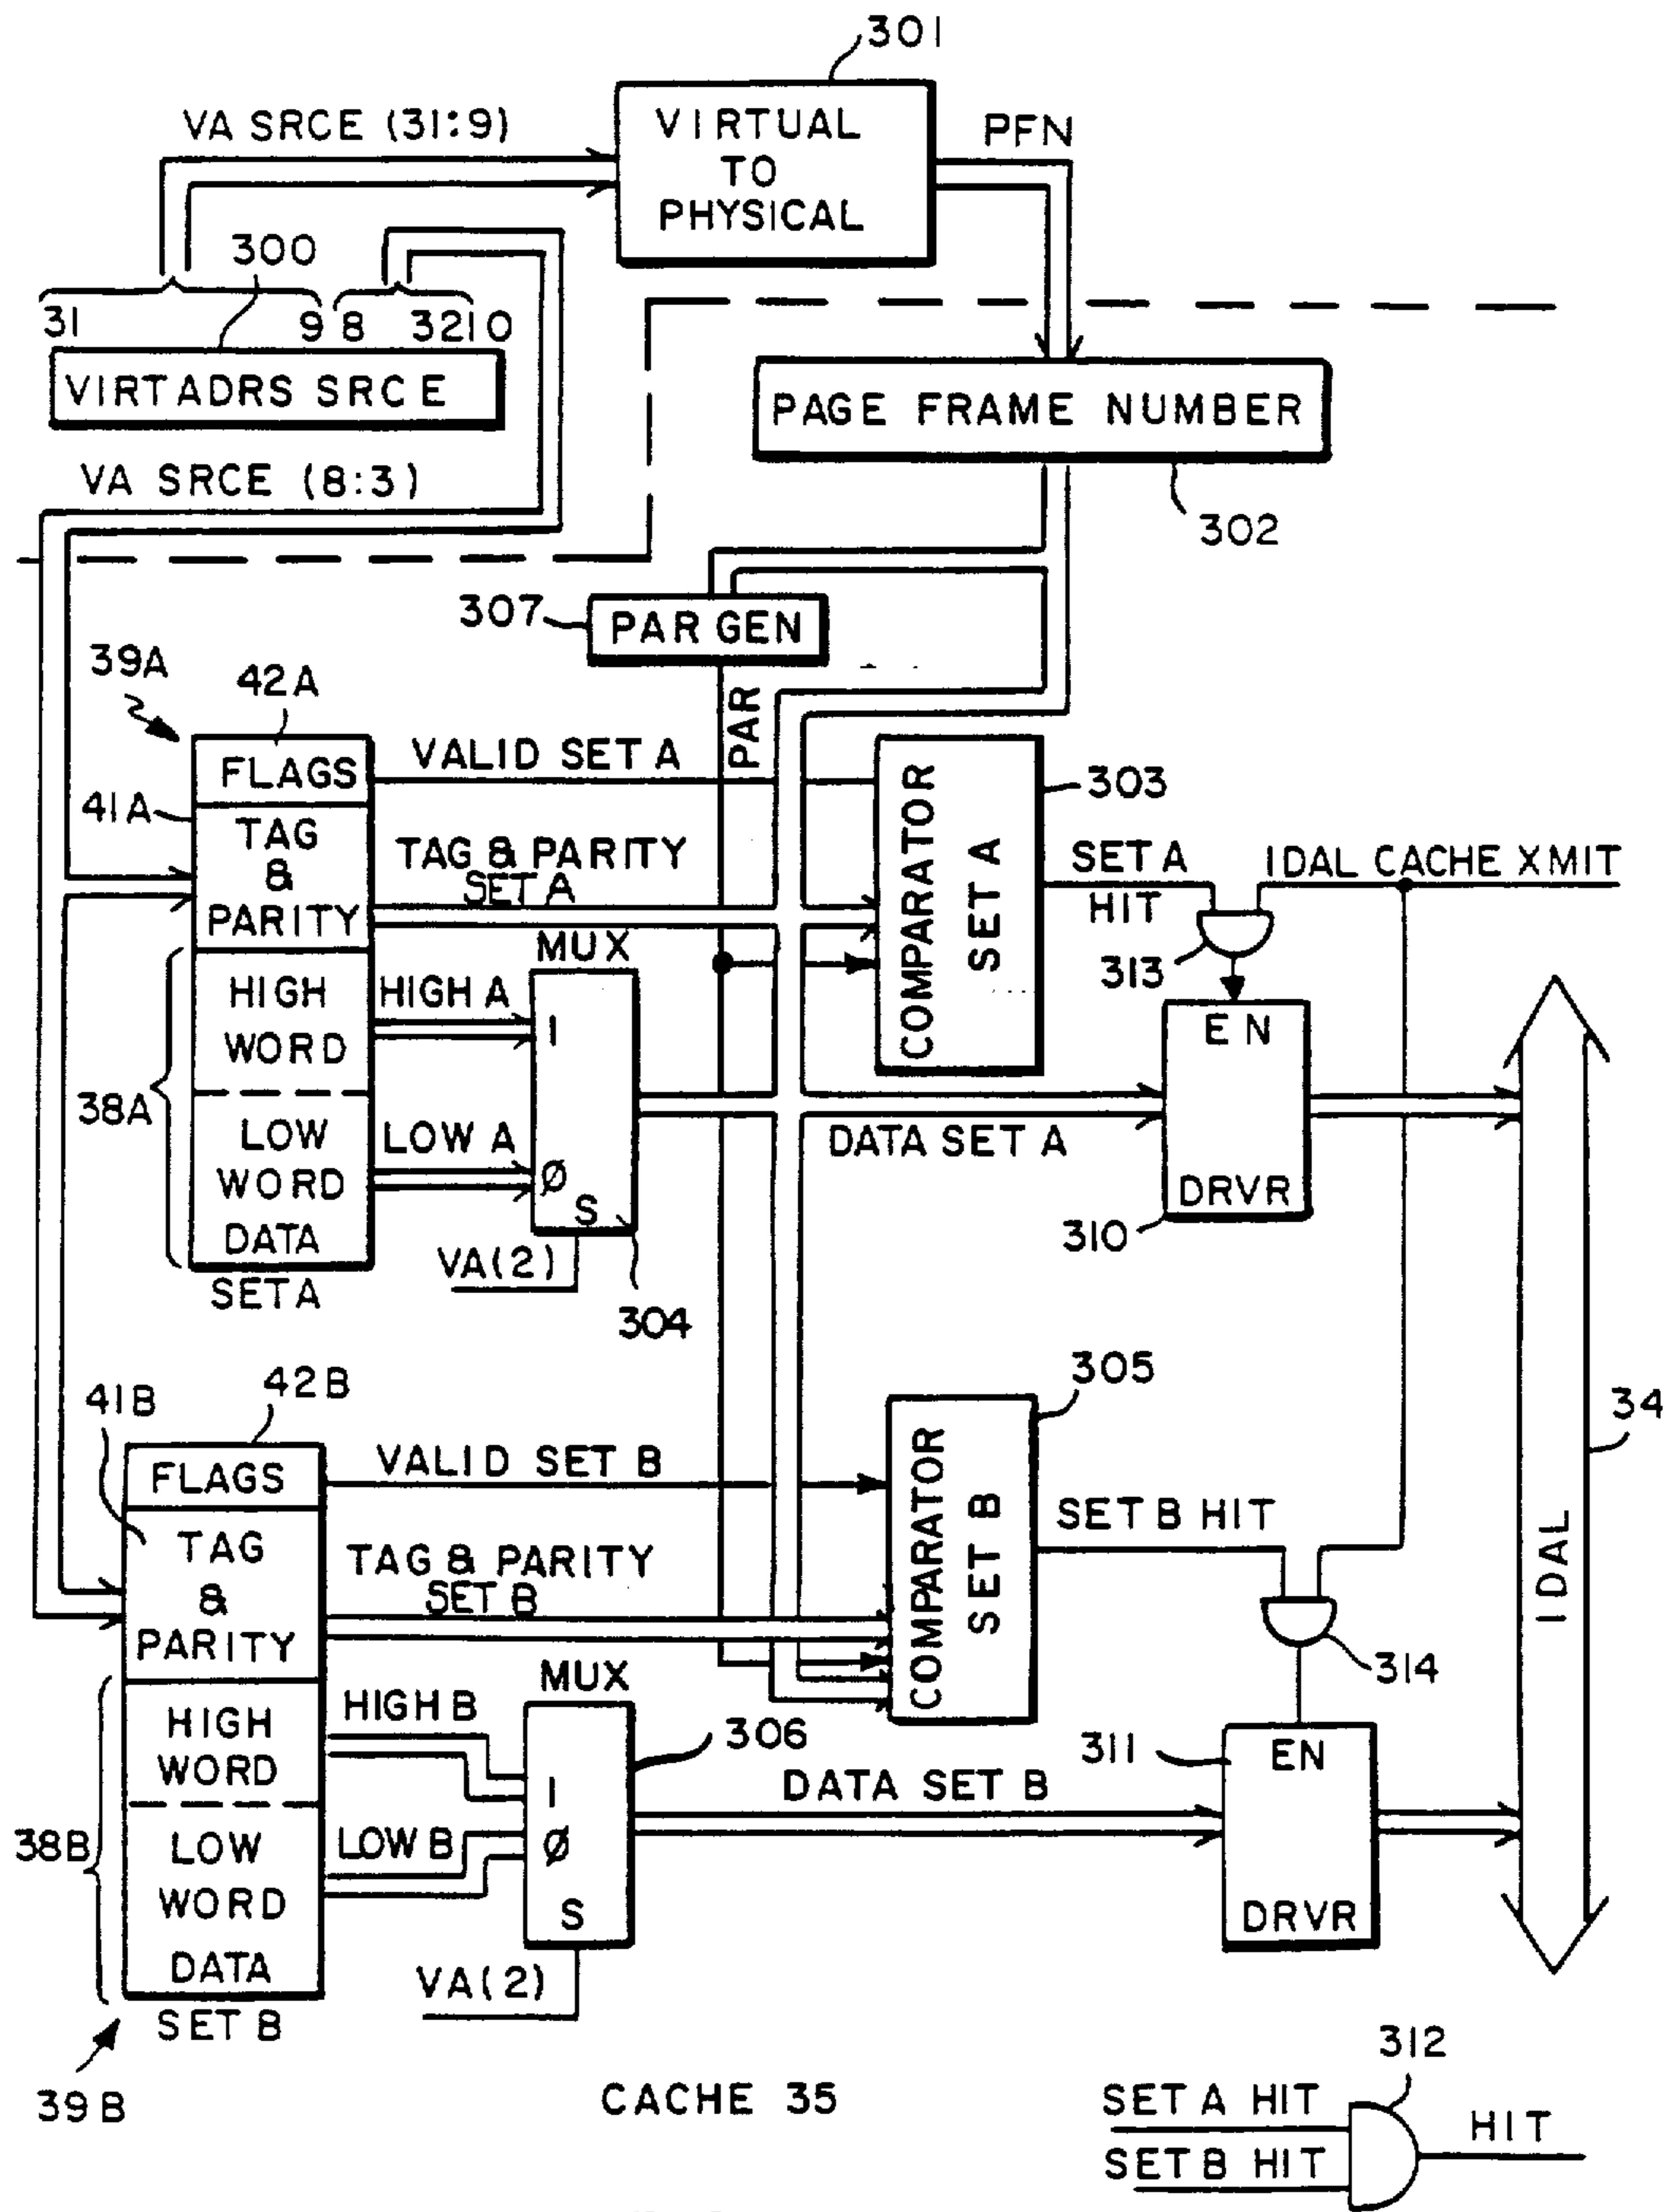 301
VA SRCE (31:9)
VIRTUAL
TO
PHYSICAL
PFN
300
31 9 8 3210
VIRT ADRS SRCE
PAGE FRAME NUMBER
302
VA SRCE (8:3)
307
PAR GEN
PAR
39A
42A
FLAGS
VALID SET A
41A
TAG
&
PARITY
TAG & PARITY
SET A
COMPARATOR
SET A
303
SET A
HIT
IDAL CACHE XMIT
313
MUX
HIGH
WORD
HIGH A
1
38A
LOW
WORD
DATA
LOW A
Ø
S
SET A
VA(2)
304
DATA SET A
EN
DRVR
310
42B
41B
FLAGS
VALID SET B
305
34
TAG
&
PARITY
TAG & PARITY
SET B
COMPARATOR
SET B
SET B HIT
IDAL
314
MUX
HIGH
WORD
HIGH B
1
306
DATA SET B
311
EN
DRVR
38B
LOW
WORD
DATA
LOW B
Ø
S
VA(2)
SET B
39B
CACHE 35
312
SET A HIT
SET B HIT
HIT